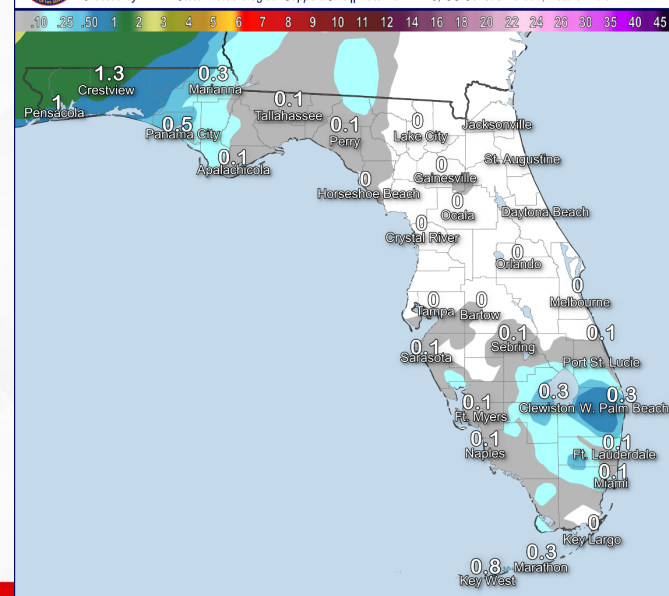 .10 .25 .50 1 2 3 4 5 6 7 8 9 10 11 12 14 16 18 20 22 24 26 30 35 40 45
1.3
Crestview
0.3
Marianna
1
Pensacola
0.5
Panama City
0.1
Apalachicola
0.1
Tallahassee
0.1
Perry
0
Lake City
Jacksonville
St. Augustine
0
Gainesville
0
Horseshoe Beach
0
Ocala
Daytona Beach
0
Crystal River
0
Orlando
0
Melbourne
0
Tampa
0
Bartow
0.1
Sarasota
0.1
Sebring
0.1
Port St. Lucie
0.3
Clewiston
0.3
W. Palm Beach
0.1
Ft. Myers
0.1
Naples
0.1
Ft. Lauderdale
0.1
Miami
0
Key Largo
0.3
Marathon
0.8
Key West